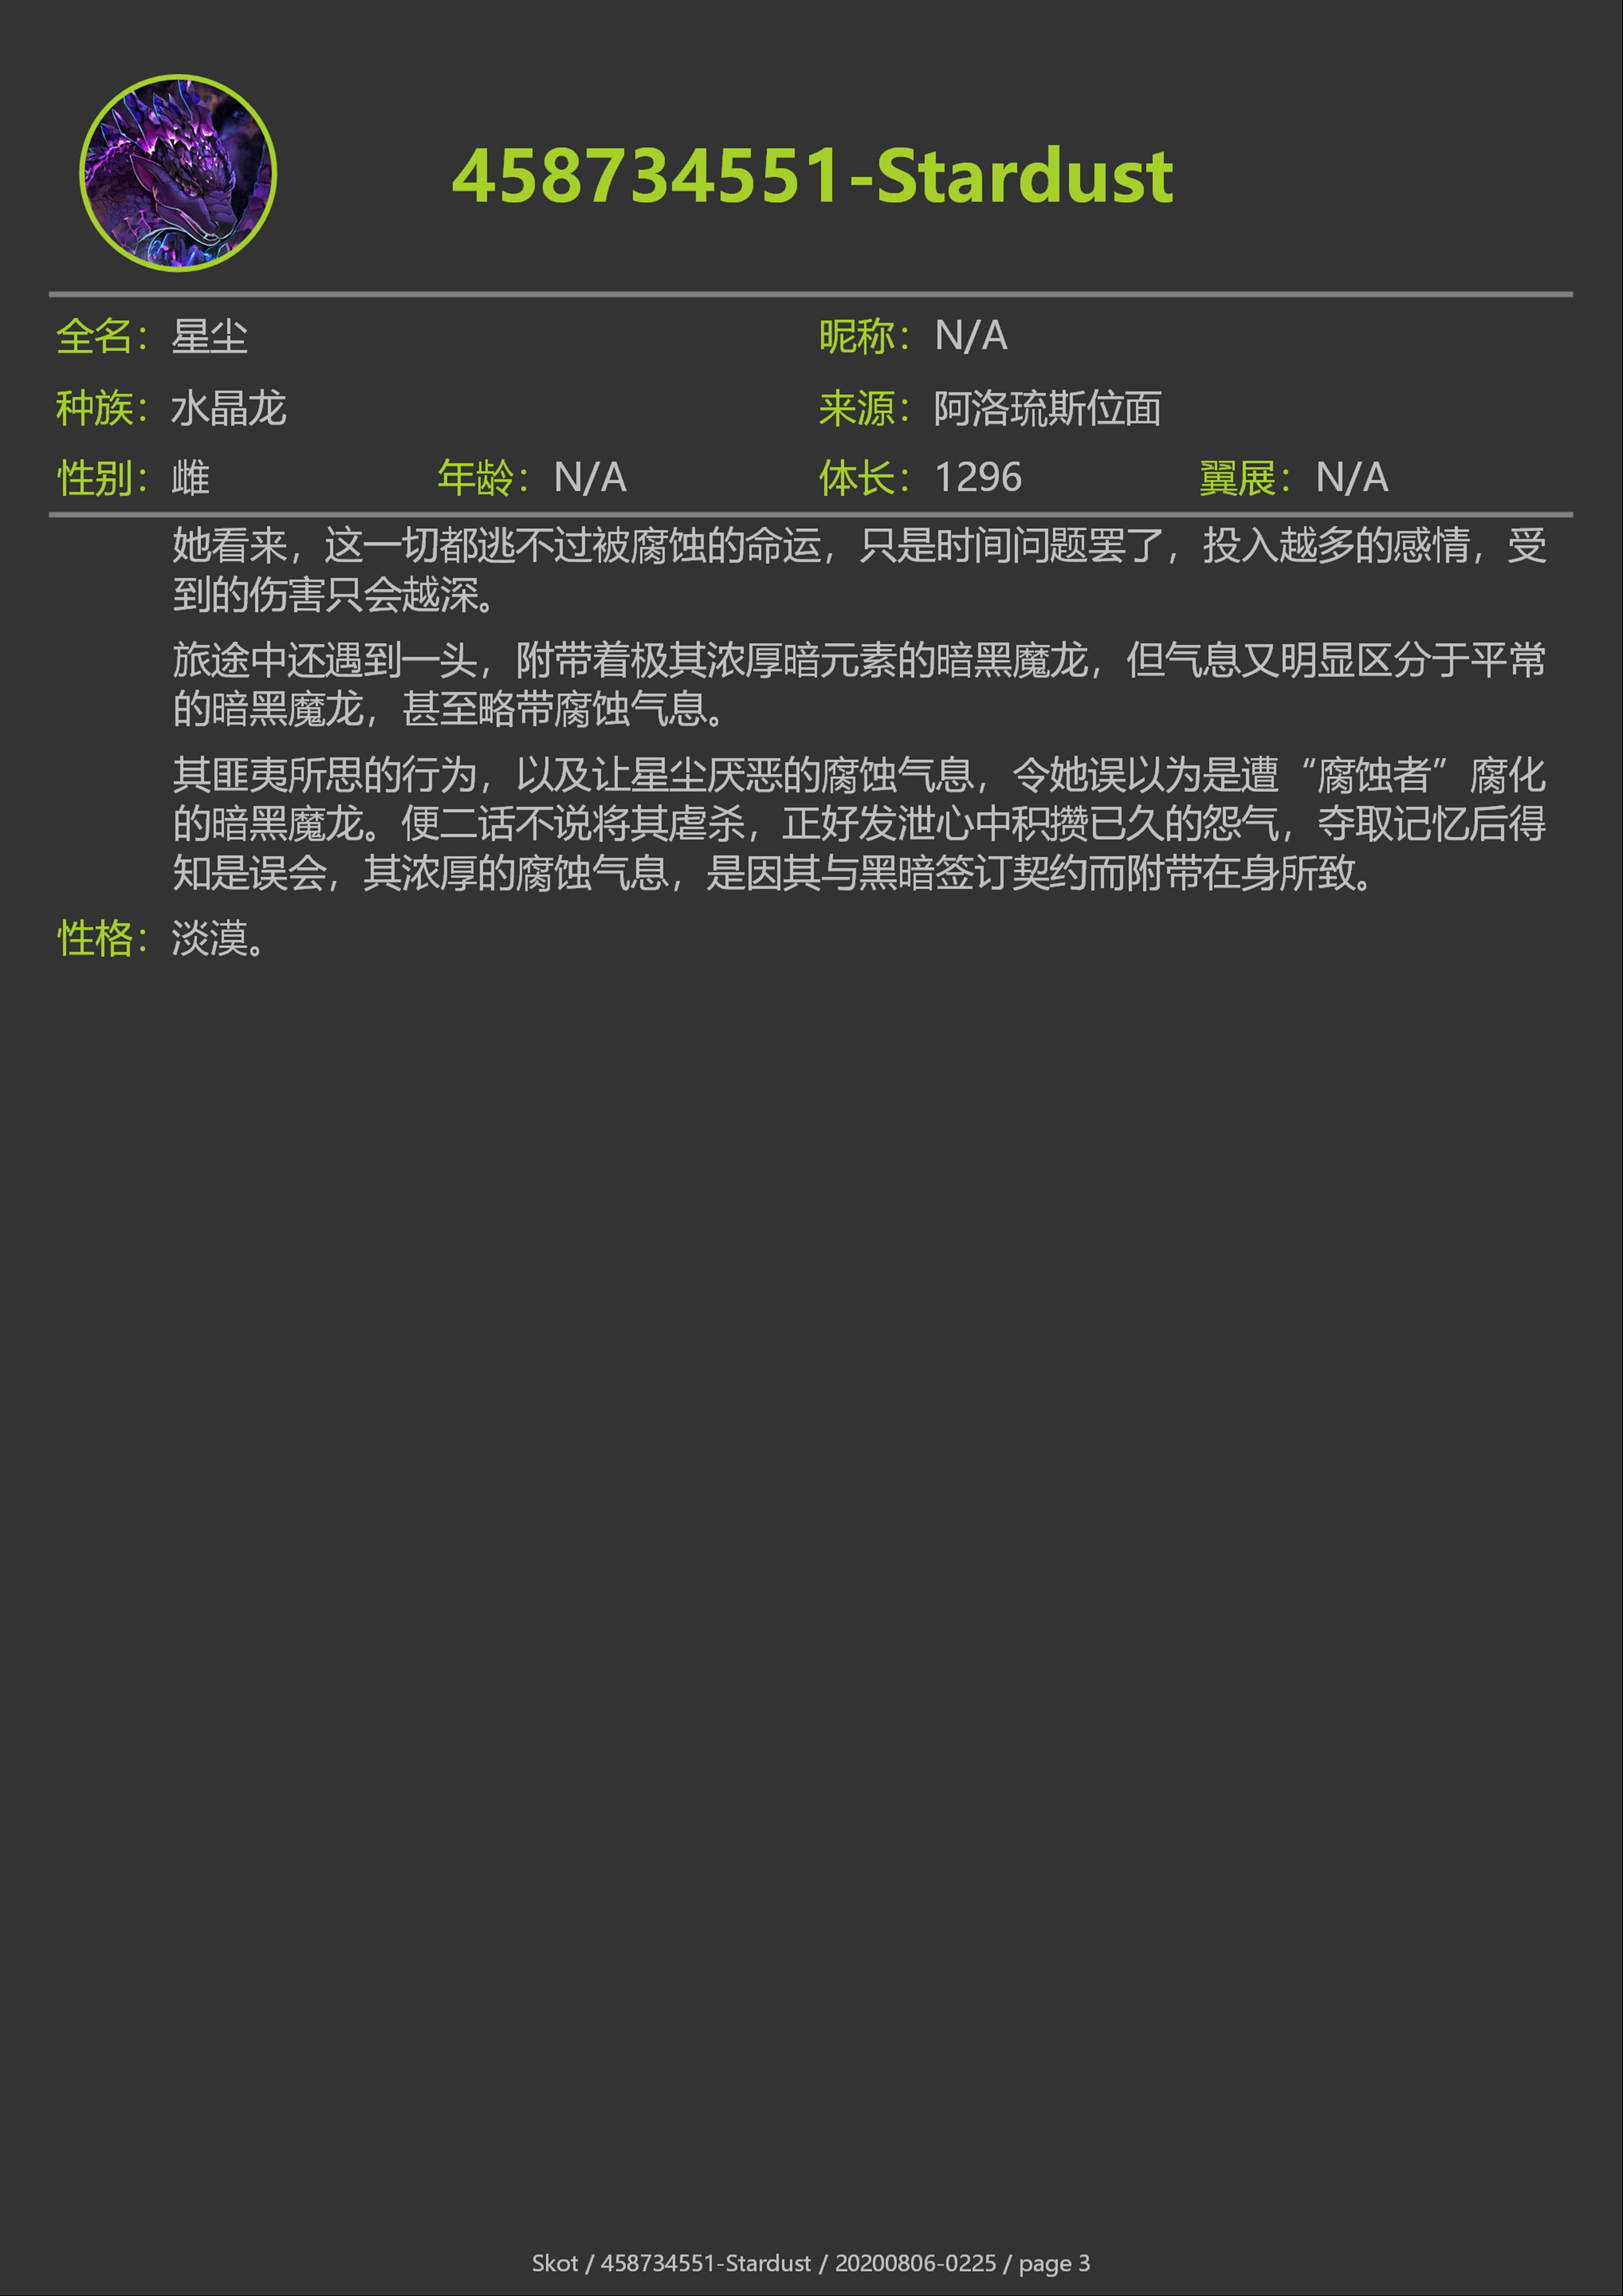 458734551-Stardust
全名：星尘 昵称：N/A
种族：水晶龙 来源：阿洛琉斯位面
性别：雌 年龄：N/A 体长：1296 翼展：N/A
她看来，这一切都逃不过被腐蚀的命运，只是时间问题罢了，投入越多的感情，受
到的伤害只会越深。
旅途中还遇到一头，附带着极其浓厚暗元素的暗黑魔龙，但气息又明显区分于平常
的暗黑魔龙，甚至略带腐蚀气息。
其匪夷所思的行为，以及让星尘厌恶的腐蚀气息，令她误以为是遭“腐蚀者”腐化
的暗黑魔龙。便二话不说将其虐杀，正好发泄心中积攒已久的怨气，夺取记忆后得
知是误会，其浓厚的腐蚀气息，是因其与黑暗签订契约而附带在身所致。
性格：淡漠。
Skot / 458734551-Stardust / 20200806-0225 / page 3